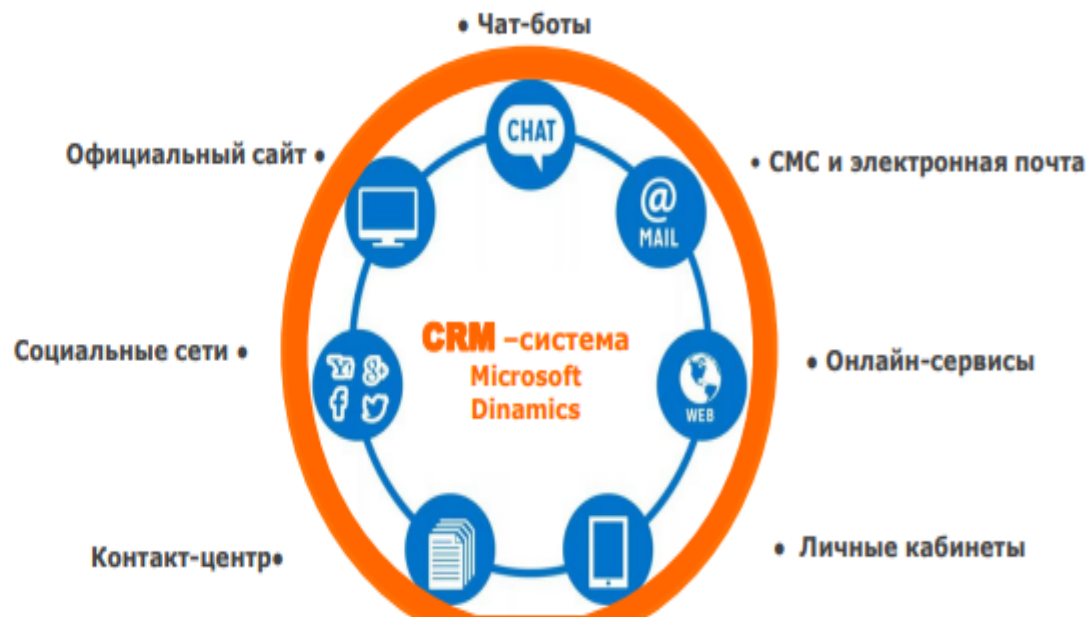 • Чат-боты
Официальный сайт •
CHAT
• СМС и электронная почта
@
MAIL
CRM –система
Microsoft
Dinamics
Социальные сети •
• Онлайн-сервисы
WEB
Контакт-центр•
• Личные кабинеты